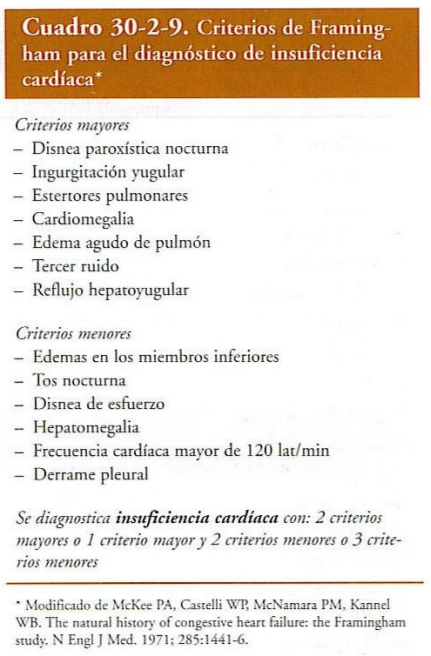 Cuadro 30-2-9. Criterios de Framing-
ham para el diagnóstico de insuficiencia
cardíaca*
Criterios mayores
– Disnea paroxística nocturna
– Ingurgitación yugular
– Estertores pulmonares
– Cardiomegalia
– Edema agudo de pulmón
– Tercer ruido
– Reflujo hepatoyugular
Criterios menores
– Edemas en los miembros inferiores
– Tos nocturna
– Disnea de esfuerzo
– Hepatomegalia
– Frecuencia cardíaca mayor de 120 lat/min
– Derrame pleural
Se diagnostica insuficiencia cardíaca con: 2 criterios
mayores o 1 criterio mayor y 2 criterios menores o 3 crite-
rios menores
* Modificado de McKee PA, Castelli WP, McNamara PM, Kannel
WB. The natural history of congestive heart failure: the Framingham
study. N Engl J Med. 1971; 285:1441-6.